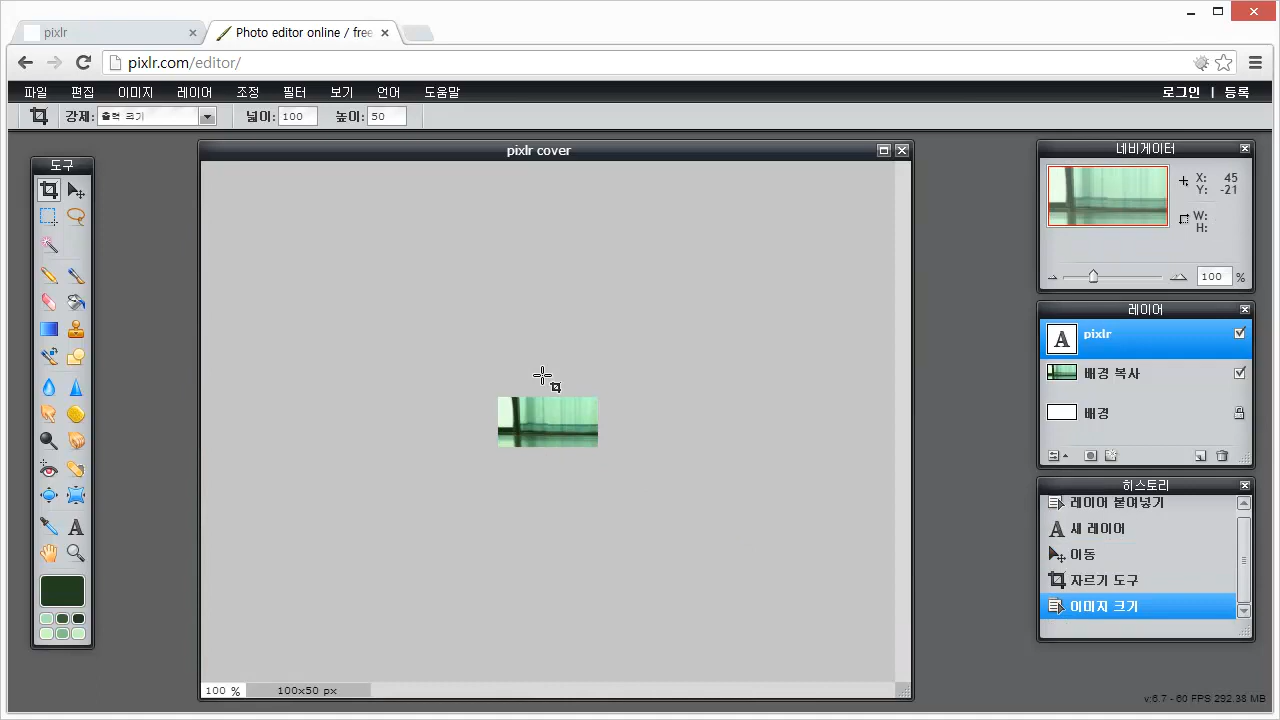 pixlr
Photo editor online / free
pixlr.com/editor/
파일 편집 이미지 레이어 조정 필터 보기 언어 도움말 로그인 | 등록
강제: 출력 크기 넓이: 100 높이: 50
도구
pixlr cover
네비게이터
X: 45
Y: -21
W:
H:
100 %
레이어
A pixlr
배경 복사
배경
히스토리
레이어 붙여넣기
A 새 레이어
이동
자르기 도구
이미지 크기
A
100 % 100x50 px
v:6.7 - 60 FPS 292.38 MB